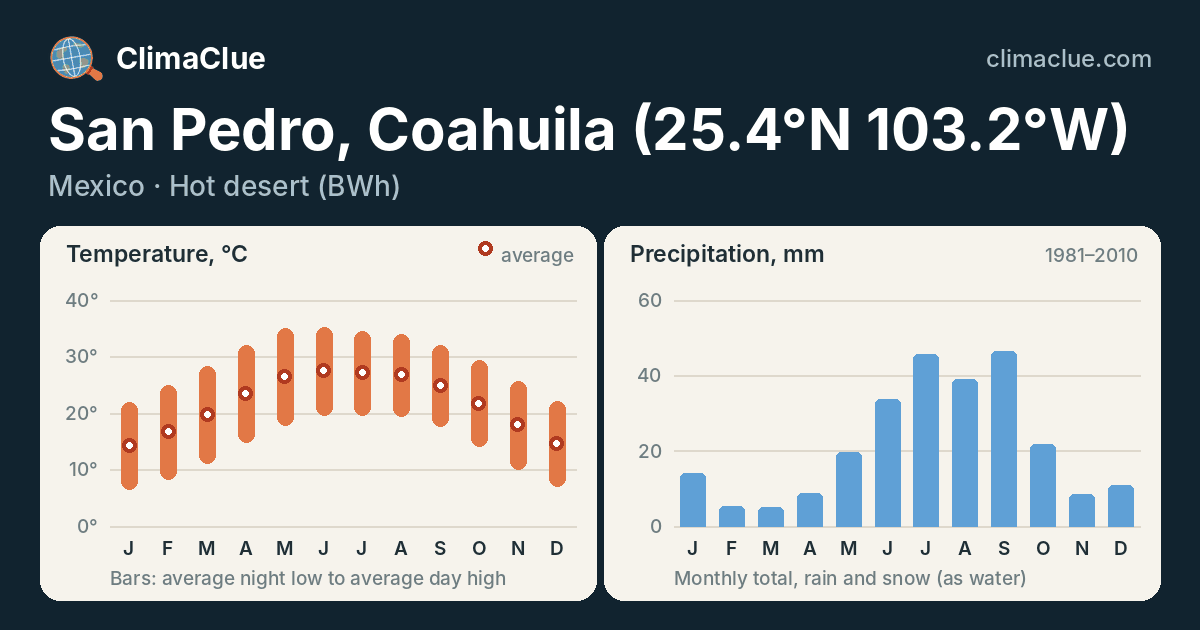 ClimaClue
climaclue.com
San Pedro, Coahuila (25.4°N 103.2°W)
Mexico · Hot desert (BWh)
Temperature, °C
average
40°
30°
20°
10°
0°
J F M A M J J A S O N D
Bars: average night low to average day high
Precipitation, mm
1981–2010
60
40
20
0
J F M A M J J A S O N D
Monthly total, rain and snow (as water)